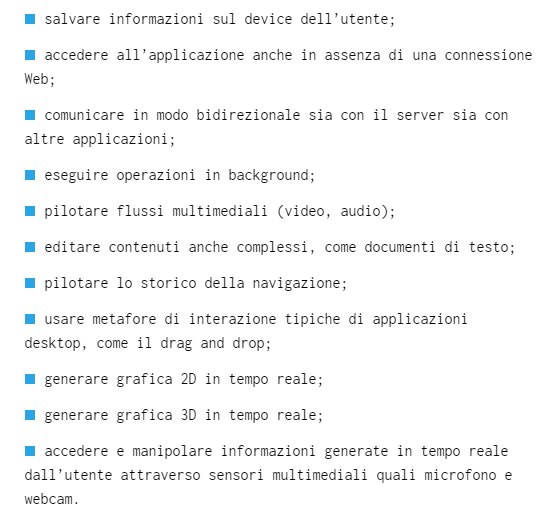 ■ salvare informazioni sul device dell’utente;
■ accedere all’applicazione anche in assenza di una connessione
Web;
■ comunicare in modo bidirezionale sia con il server sia con
altre applicazioni;
■ eseguire operazioni in background;
■ pilotare flussi multimediali (video, audio);
■ editare contenuti anche complessi, come documenti di testo;
■ pilotare lo storico della navigazione;
■ usare metafore di interazione tipiche di applicazioni
desktop, come il drag and drop;
■ generare grafica 2D in tempo reale;
■ generare grafica 3D in tempo reale;
■ accedere e manipolare informazioni generate in tempo reale
dall’utente attraverso sensori multimediali quali microfono e
webcam.